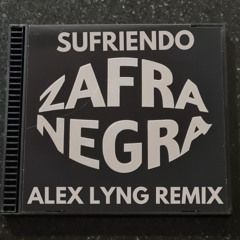 SUFRIENDO
ZAFRA
NEGRA
ALEX LYNG REMIX